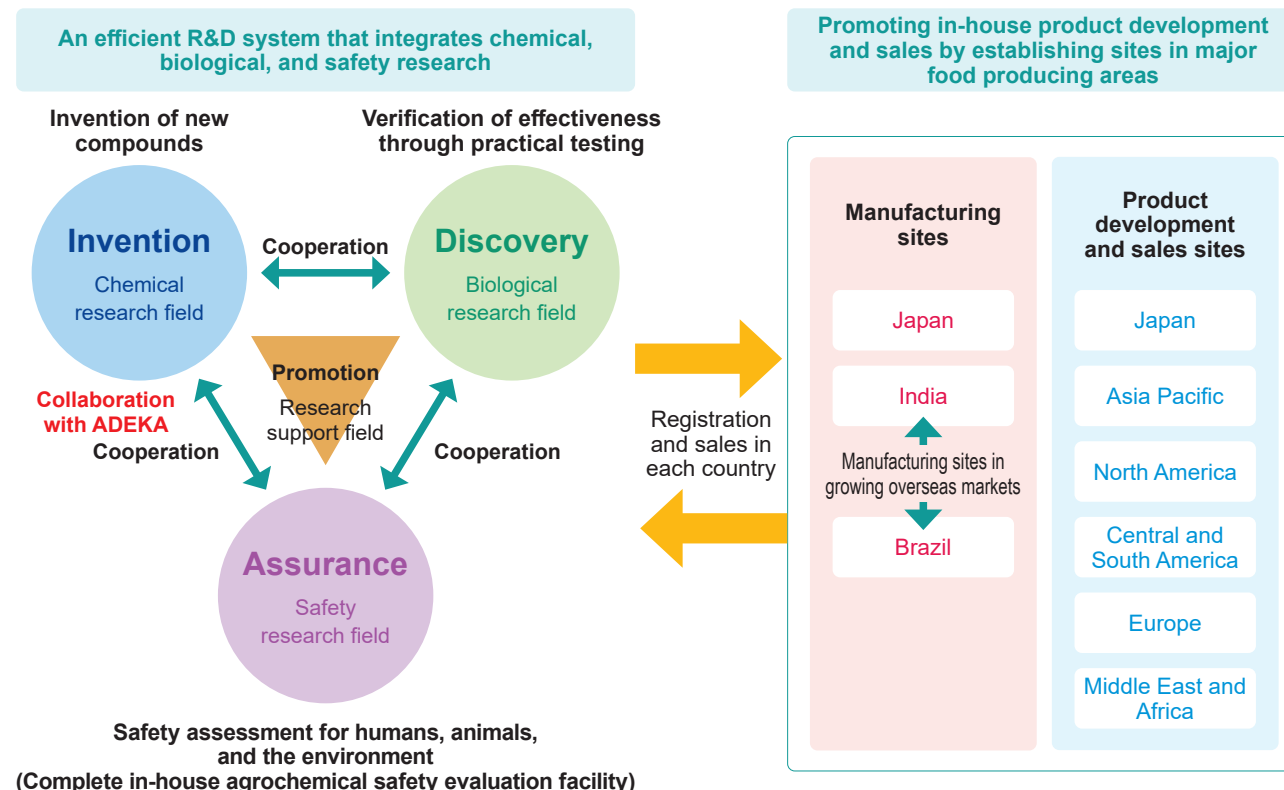 An efficient R&D system that integrates chemical,
biological, and safety research
Invention of new
compounds
Verification of effectiveness
through practical testing
Invention
Chemical
research field
Cooperation
Discovery
Biological
research field
Promotion
Research
support field
Collaboration
with ADEKA
Cooperation
Cooperation
Assurance
Safety
research field
Safety assessment for humans, animals,
and the environment
(Complete in-house agrochemical safety evaluation facility)
Registration
and sales in
each country
Promoting in-house product development
and sales by establishing sites in major
food producing areas
Manufacturing
sites
Japan
India
Manufacturing sites in
growing overseas markets
Brazil
Product
development
and sales sites
Japan
Asia Pacific
North America
Central and
South America
Europe
Middle East and
Africa